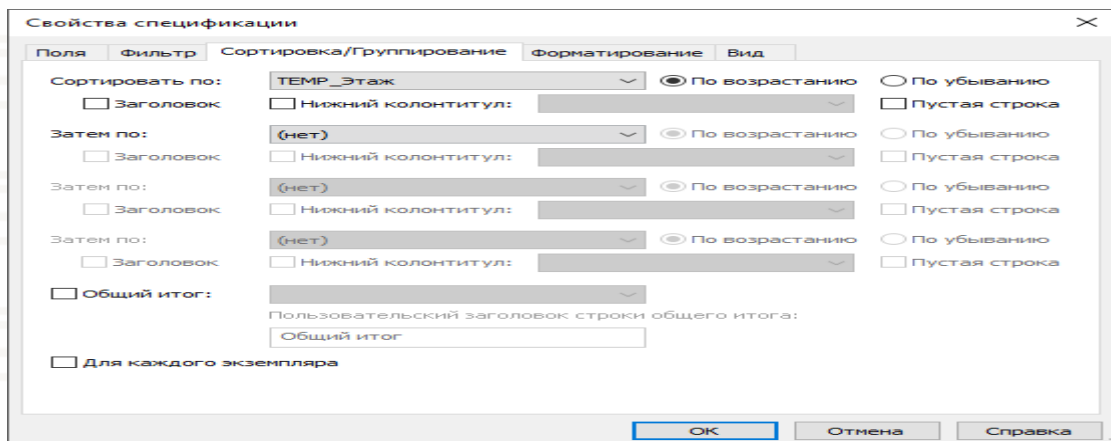 Свойства спецификации
Поля Фильтр Сортировка/Группирование Форматирование Вид
Сортировать по: TEMP_Этаж По возрастанию По убыванию
Заголовок Нижний колонтитул: Пустая строка
Затем по: (нет) По возрастанию По убыванию
Заголовок Нижний колонтитул: Пустая строка
Затем по: (нет) По возрастанию По убыванию
Заголовок Нижний колонтитул: Пустая строка
Затем по: (нет) По возрастанию По убыванию
Заголовок Нижний колонтитул: Пустая строка
Общий итог:
Пользовательский заголовок строки общего итога:
Общий итог
Для каждого экземпляра
ОК Отмена Справка